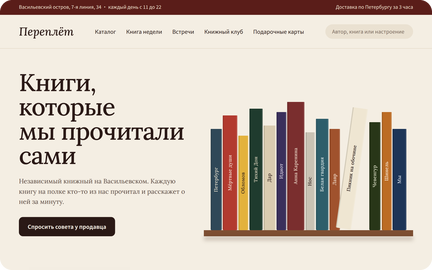 Васильевский остров, 7-я линия, 34 • каждый день с 11 до 22
Доставка по Петербургу за 3 часа
Переплёт
Каталог
Книга недели
Встречи
Книжный клуб
Подарочные карты
Автор, книга или настроение
Книги,
которые
мы прочитали
сами
Независимый книжный на Васильевском. Каждую
книгу на полке кто-то из нас прочитал и расскажет о
ней за минуту.
Спросить совета у продавца
Петербург
Мёртвые души
Обломов
Тихий Дон
Дар
Идиот
Анна Каренина
Нос
Белая гвардия
Лавр
Пикник на обочине
Чевенгур
Шинель
Мы